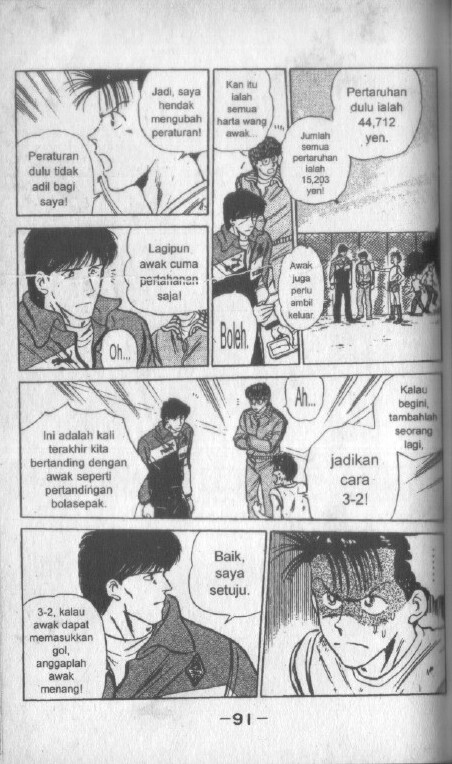 Pertaruhan
dulu ialah
44,712
yen.
Jumlah
semua
pertaruhan
ialah
15,203
yen!
Kan itu
ialah
semua
harta wang
awak...
Jadi, saya
hendak
mengubah
peraturan!
Peraturan
dulu tidak
adil bagi
saya!
Awak
juga
perlu
ambil
keluar.
Boleh.
Lagipun
awak cuma
pertahanan
saja!
Oh...
Kalau
begini,
tambahlah
seorang
lagi,
jadikan
cara
3-2!
Ah...
Ini adalah kali
terakhir kita
bertanding dengan
awak seperti
pertandingan
bolasepak.
Baik,
saya
setuju.
3-2, kalau
awak dapat
memasukkan
gol,
anggaplah
awak
menang!
-91-